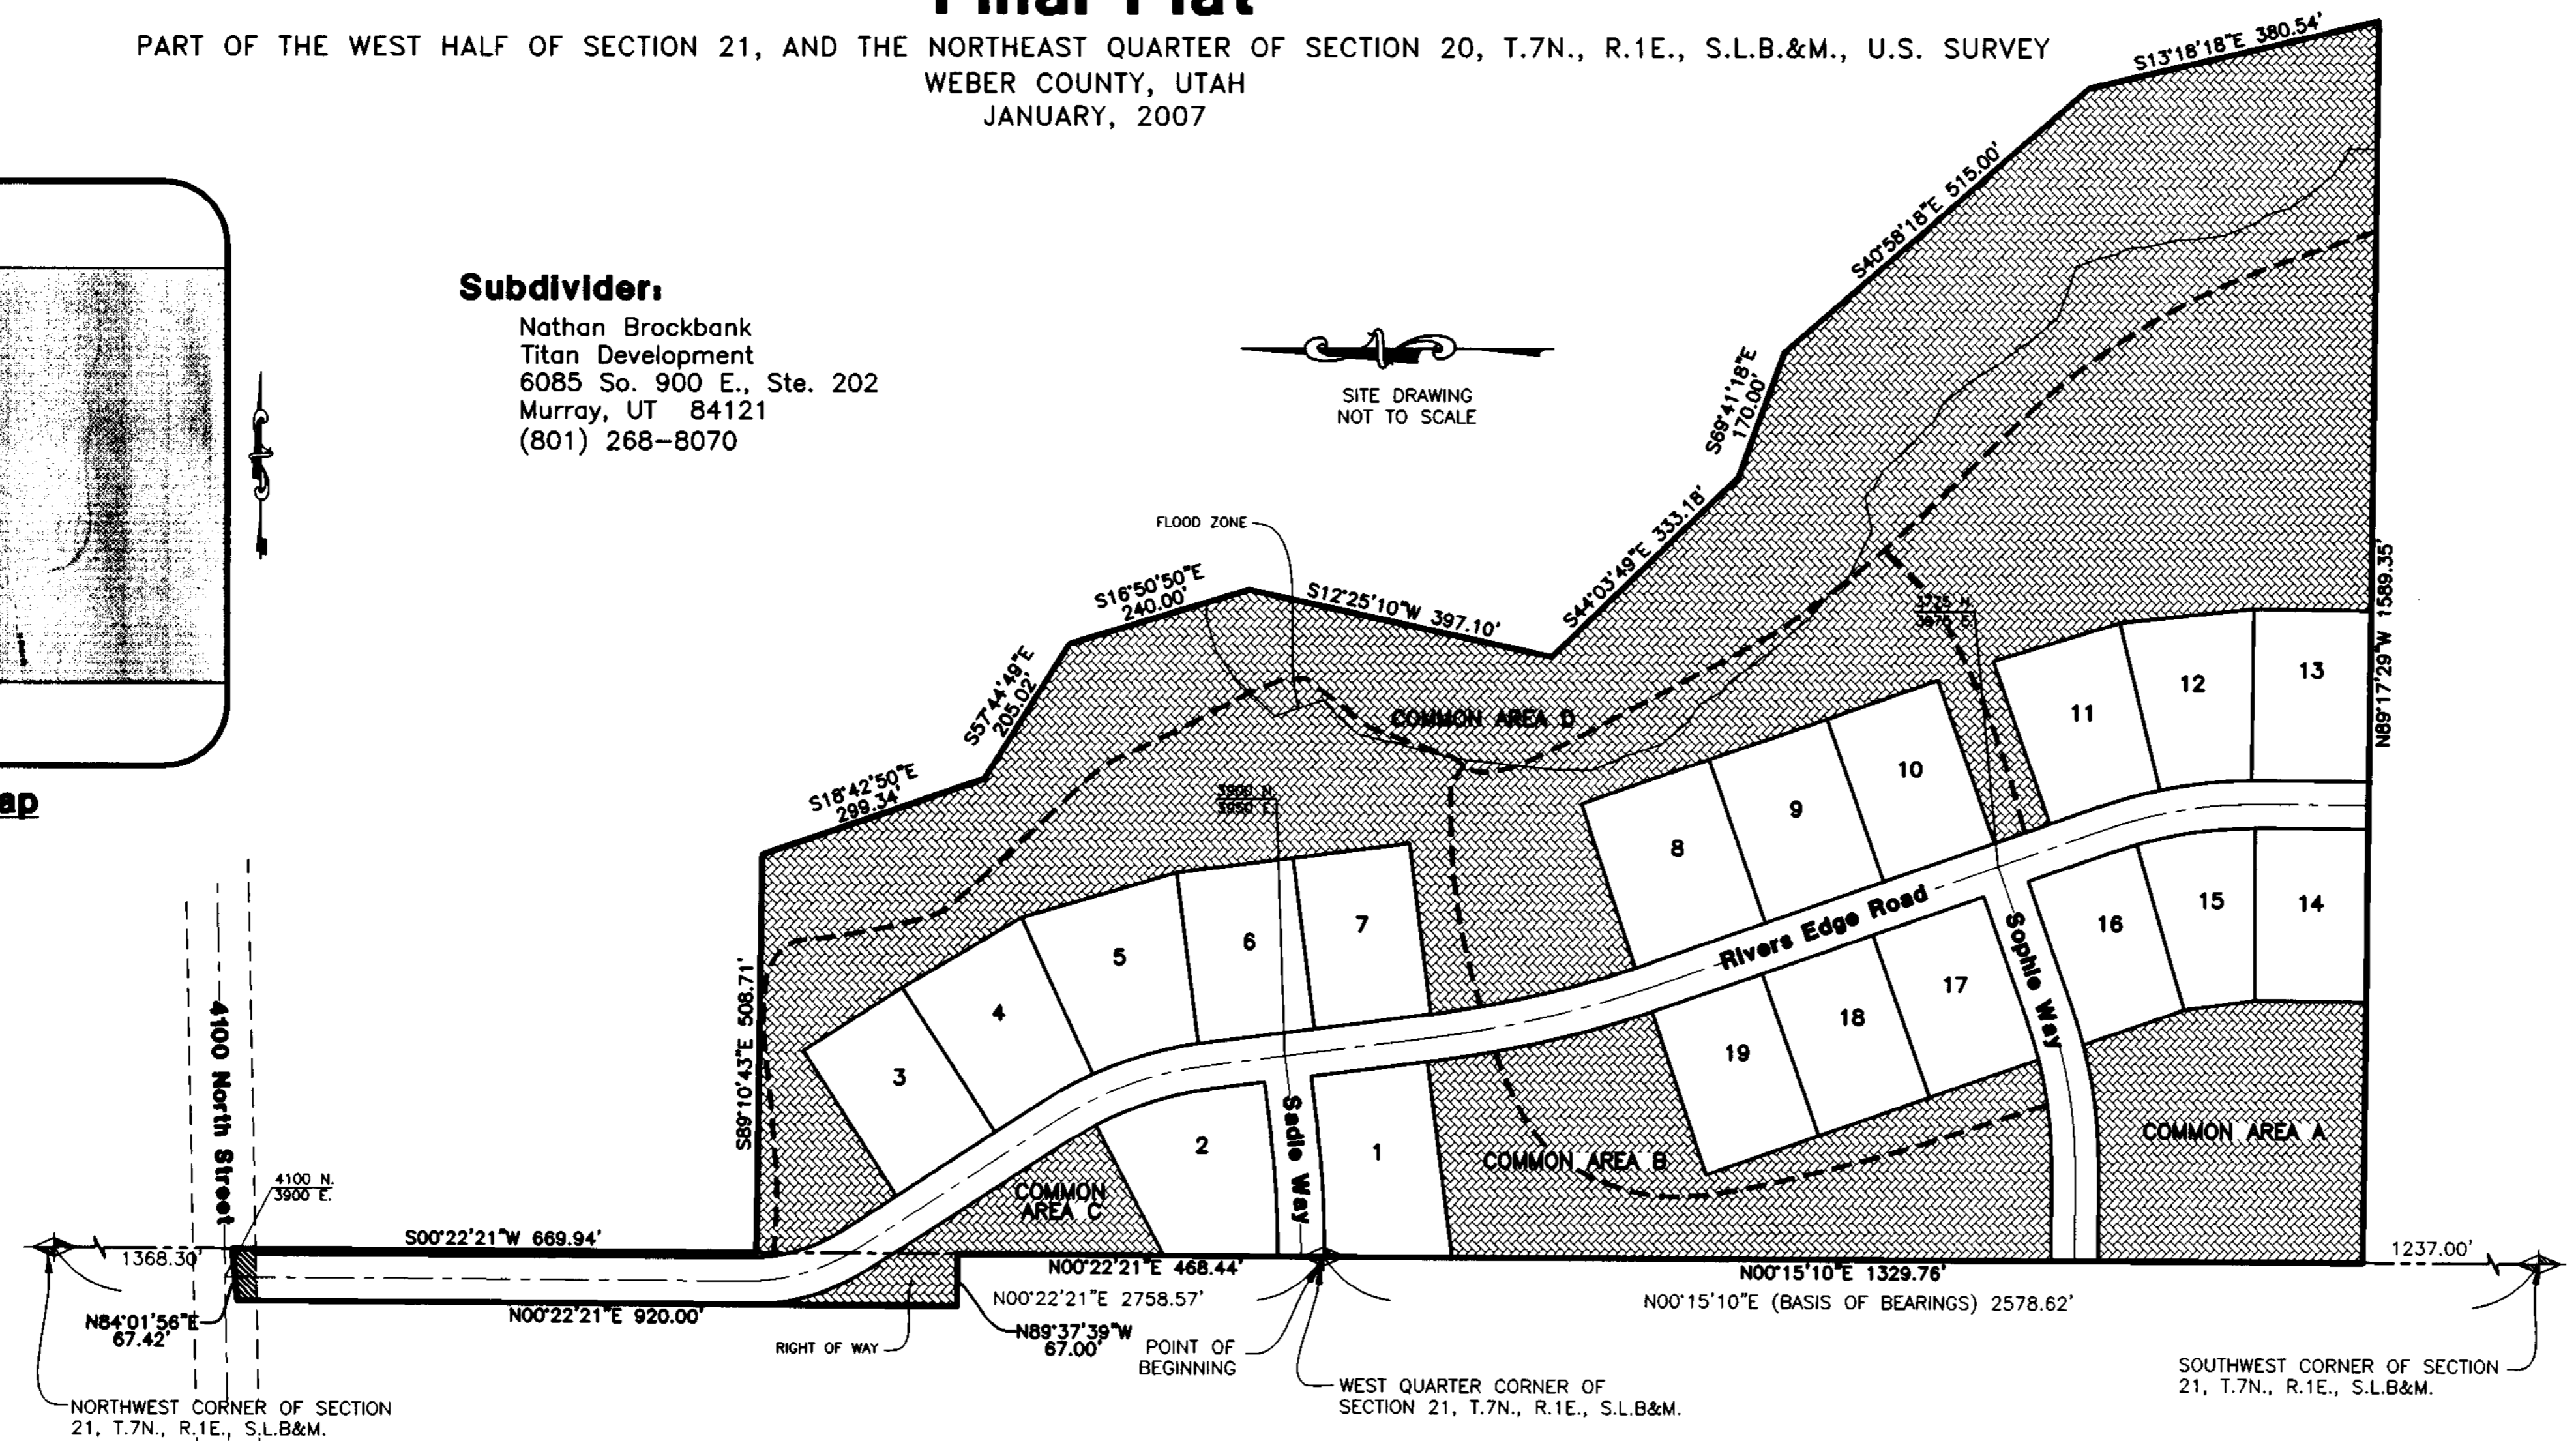 Final Plat
PART OF THE WEST HALF OF SECTION 21, AND THE NORTHEAST QUARTER OF SECTION 20, T.7N., R.1E., S.L.B.&M., U.S. SURVEY
WEBER COUNTY, UTAH
JANUARY, 2007
Subdivider:
Nathan Brockbank
Titan Development
6085 So. 900 E., Ste. 202
Murray, UT 84121
(801) 268-8070
SITE DRAWING
NOT TO SCALE
S13°18'18"E 380.54'
S40°58'18"E 515.00'
S69°41'18"E
170.00'
S44°03'49"E 333.18'
S12°25'10"W 397.10'
FLOOD ZONE
S16°50'50"E
240.00'
S57°44'49"E
205.02'
S18°42'50"E
299.34'
S89°10'43"E 508.71'
N89°17'29"W 1589.35'
ap
COMMON AREA D
3725 N.
3975 E.
3900 N.
3950 E.
13
12
11
10
9
8
7
6
5
4
3
2
1
14
15
16
17
18
19
Rivers Edge Road
Sophie Way
Sadie Way
4100 North Street
COMMON AREA A
COMMON AREA B
COMMON
AREA C
4100 N.
3900 E.
1368.30'
S00°22'21"W 669.94'
N00°22'21"E 468.44'
N00°15'10"E 1329.76'
1237.00'
N00°22'21"E 2758.57'
N00°15'10"E (BASIS OF BEARINGS) 2578.62'
N84°01'56"E
67.42'
N00°22'21"E 920.00'
N89°37'39"W
67.00'
RIGHT OF WAY
POINT OF
BEGINNING
WEST QUARTER CORNER OF
SECTION 21, T.7N., R.1E., S.L.B&M.
SOUTHWEST CORNER OF SECTION
21, T.7N., R.1E., S.L.B&M.
NORTHWEST CORNER OF SECTION
21, T.7N., R.1E., S.L.B&M.